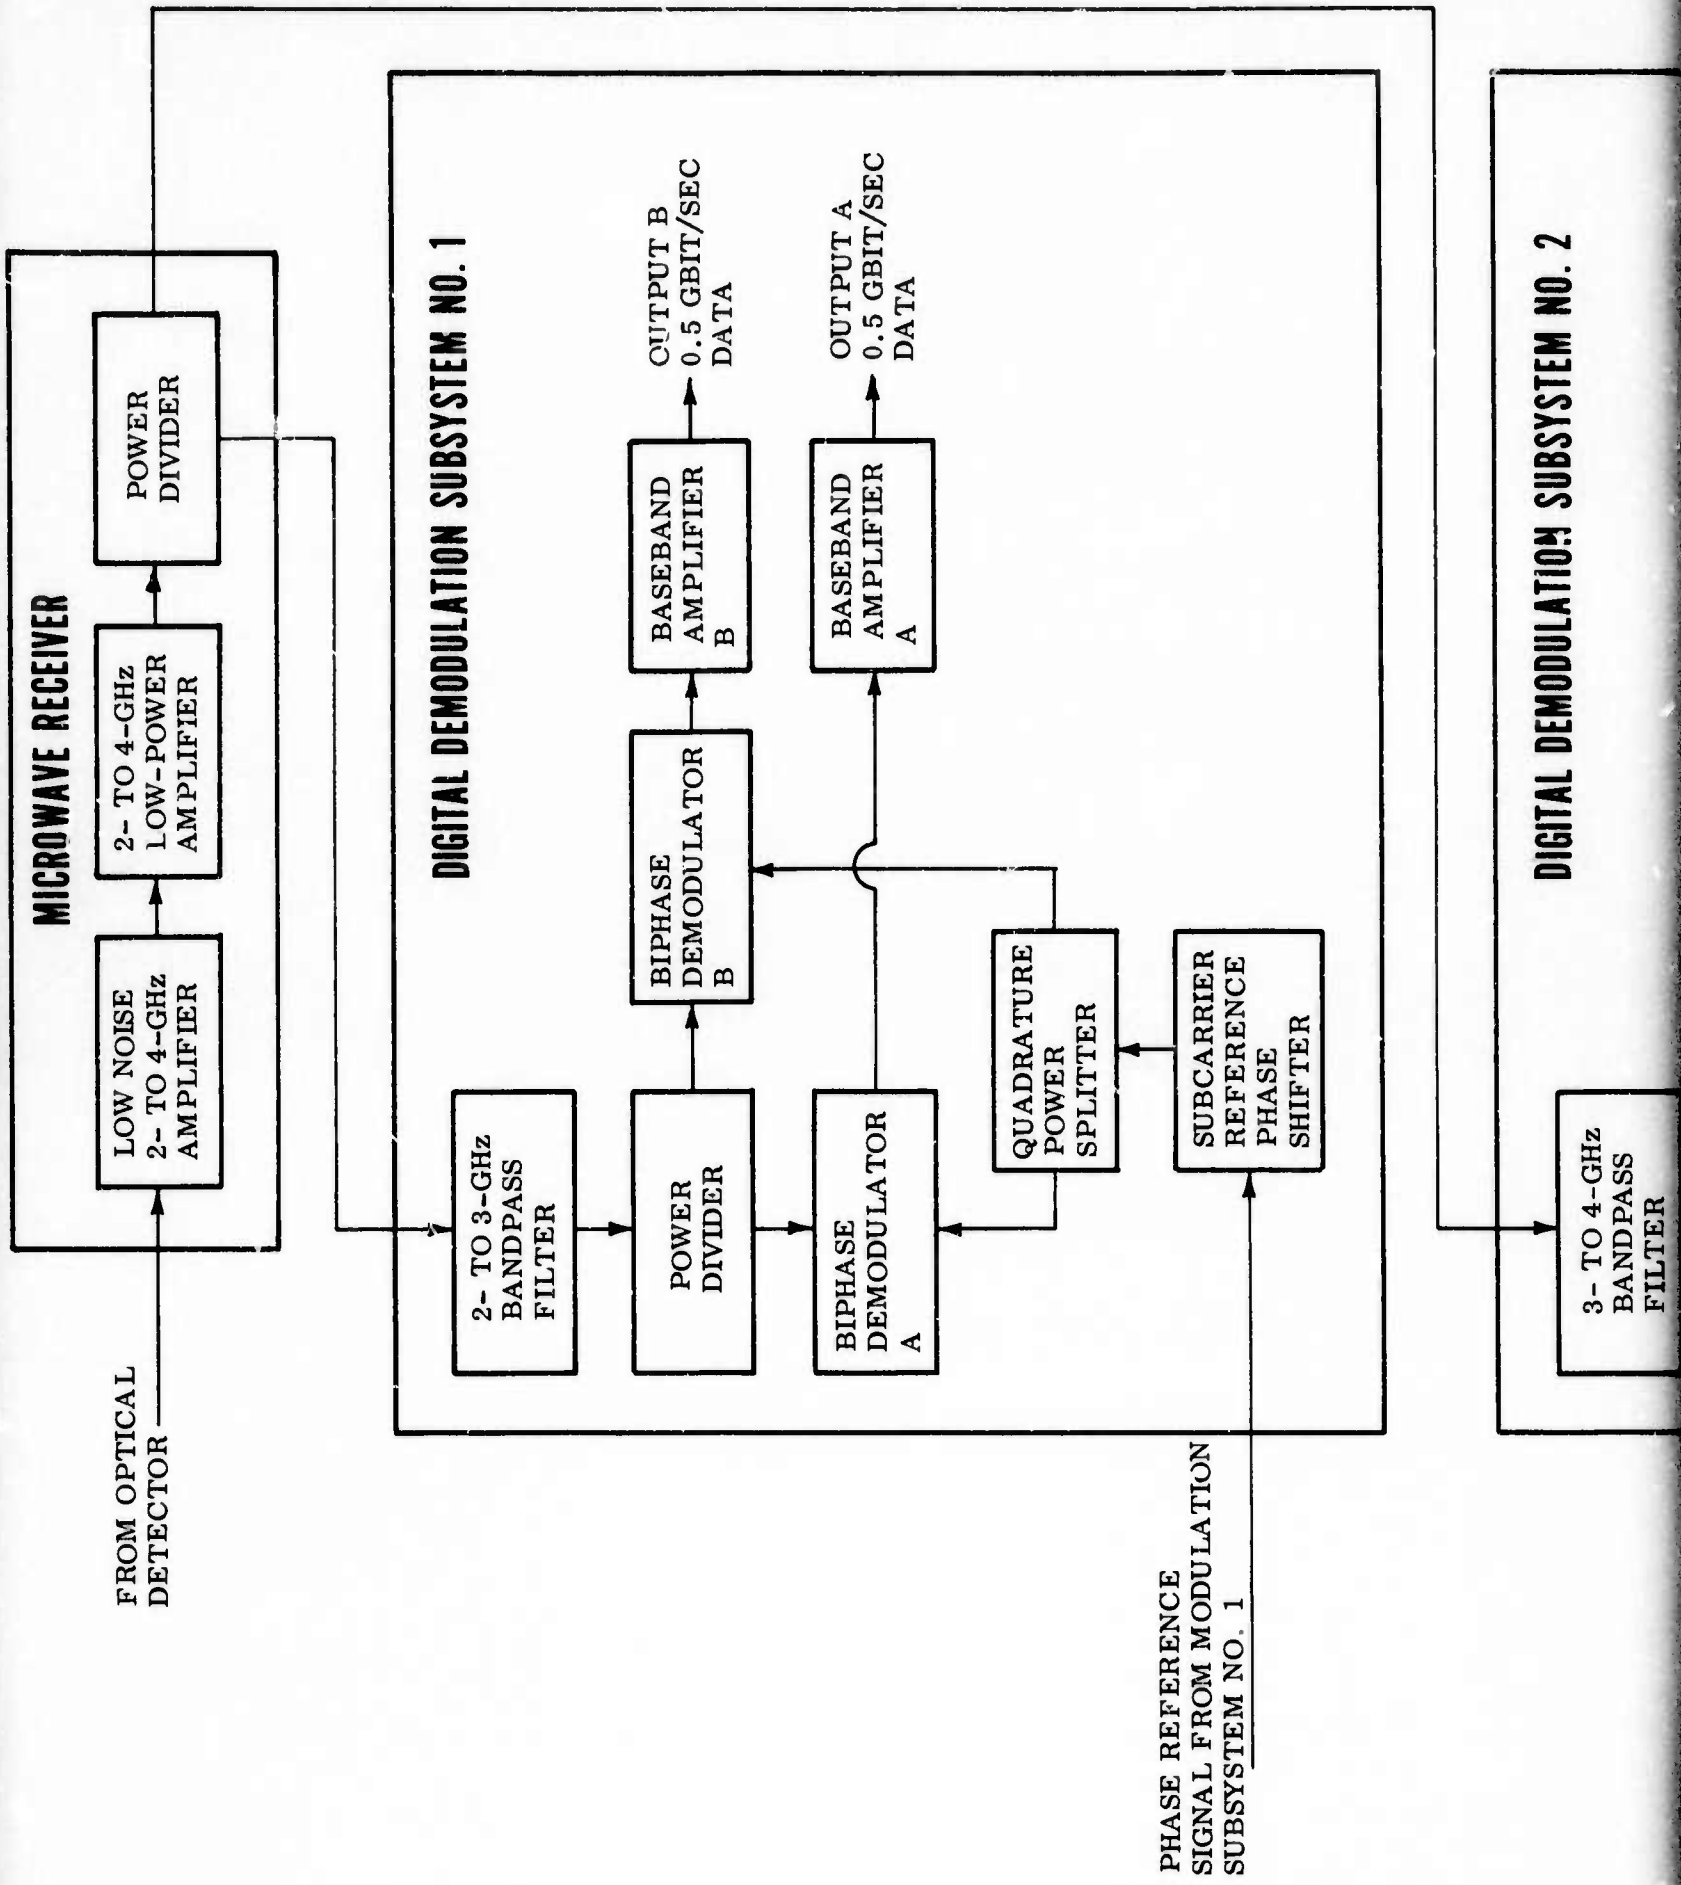 MICROWAVE RECEIVER
FROM OPTICAL
DETECTOR
LOW NOISE
2- TO 4-GHz
AMPLIFIER
2- TO 4-GHz
LOW-POWER
AMPLIFIER
POWER
DIVIDER
DIGITAL DEMODULATION SUBSYSTEM NO. 1
2- TO 3-GHz
BANDPASS
FILTER
POWER
DIVIDER
BIPHASE
DEMODULATOR
B
BASEBAND
AMPLIFIER
B
OUTPUT B
0.5 GBIT/SEC
DATA
BIPHASE
DEMODULATOR
A
BASEBAND
AMPLIFIER
A
OUTPUT A
0.5 GBIT/SEC
DATA
QUADRATURE
POWER
SPLITTER
SUBCARRIER
REFERENCE
PHASE
SHIFTER
PHASE REFERENCE
SIGNAL FROM MODULATION
SUBSYSTEM NO. 1
DIGITAL DEMODULATION SUBSYSTEM NO. 2
3- TO 4-GHz
BANDPASS
FILTER